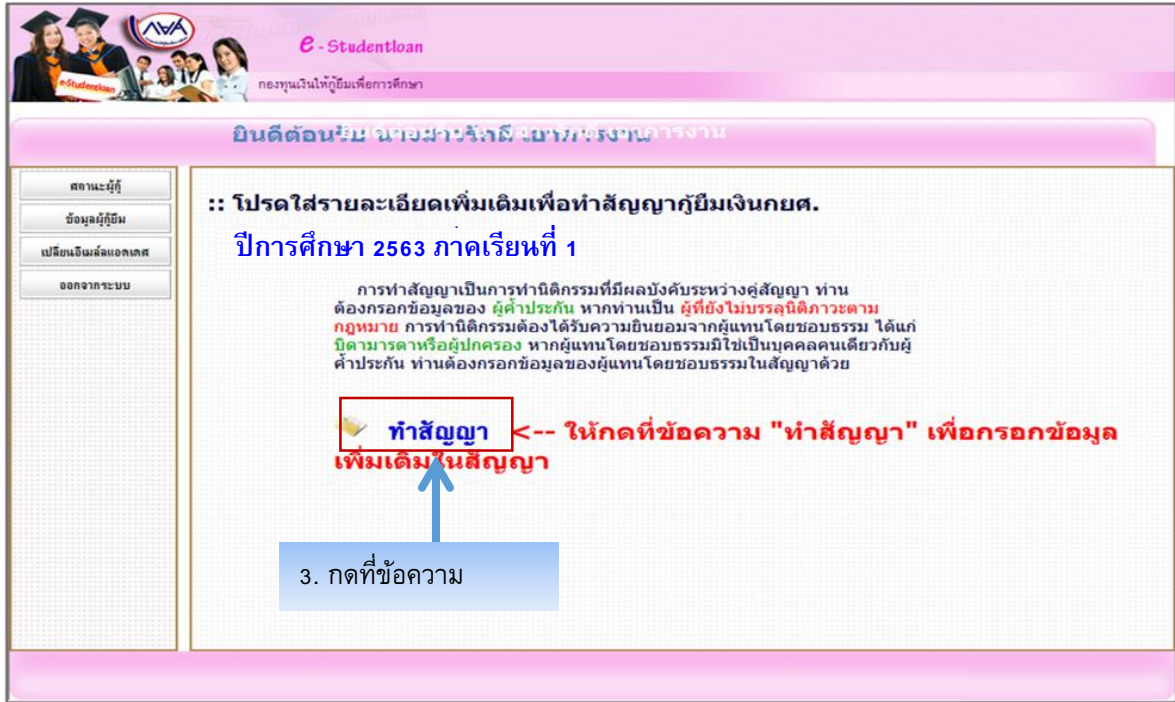 กยศ
e - Studentloan
e-Studentloan
กองทุนเงินให้กู้ยืมเพื่อการศึกษา
ยินดีต้อนรับ
สถานะผู้กู้
ข้อมูลผู้กู้ยืม
เปลี่ยนอีเมล์แอดเดส
ออกจากระบบ
:: โปรดใส่รายละเอียดเพิ่มเติมเพื่อทำสัญญากู้ยืมเงินกยศ.
ปีการศึกษา 2563 ภาคเรียนที่ 1
การทำสัญญาเป็นการทำนิติกรรมที่มีผลบังคับระหว่างคู่สัญญา ท่าน
ต้องกรอกข้อมูลของ ผู้ค้ำประกัน หากท่านเป็น ผู้ที่ยังไม่บรรลุนิติภาวะตาม
กฎหมาย การทำนิติกรรมต้องได้รับความยินยอมจากผู้แทนโดยชอบธรรม ได้แก่
บิดามารดาหรือผู้ปกครอง หากผู้แทนโดยชอบธรรมมิใช่เป็นบุคคลคนเดียวกับผู้
ค้ำประกัน ท่านต้องกรอกข้อมูลของผู้แทนโดยชอบธรรมในสัญญาด้วย
ทำสัญญา <-- ให้กดที่ข้อความ "ทำสัญญา" เพื่อกรอกข้อมูล
เพิ่มเติมในสัญญา
3. กดที่ข้อความ